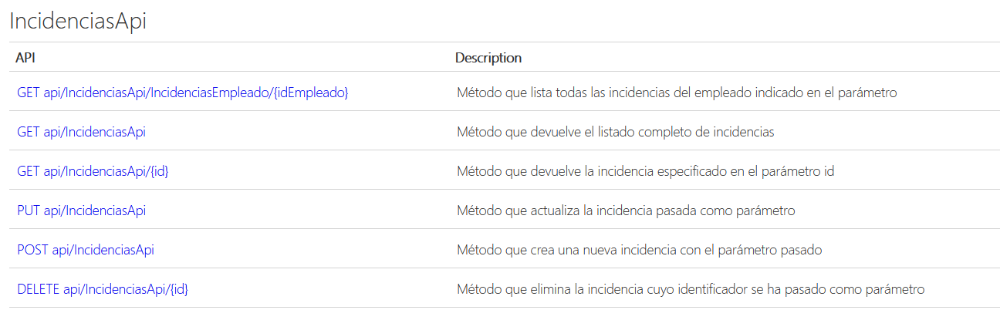 IncidenciasApi
API Description
GET api/IncidenciasApi/IncidenciasEmpleado/{idEmpleado} Método que lista todas las incidencias del empleado indicado en el parámetro
GET api/IncidenciasApi Método que devuelve el listado completo de incidencias
GET api/IncidenciasApi/{id} Método que devuelve la incidencia especificado en el parámetro id
PUT api/IncidenciasApi Método que actualiza la incidencia pasada como parámetro
POST api/IncidenciasApi Método que crea una nueva incidencia con el parámetro pasado
DELETE api/IncidenciasApi/{id} Método que elimina la incidencia cuyo identificador se ha pasado como parámetro